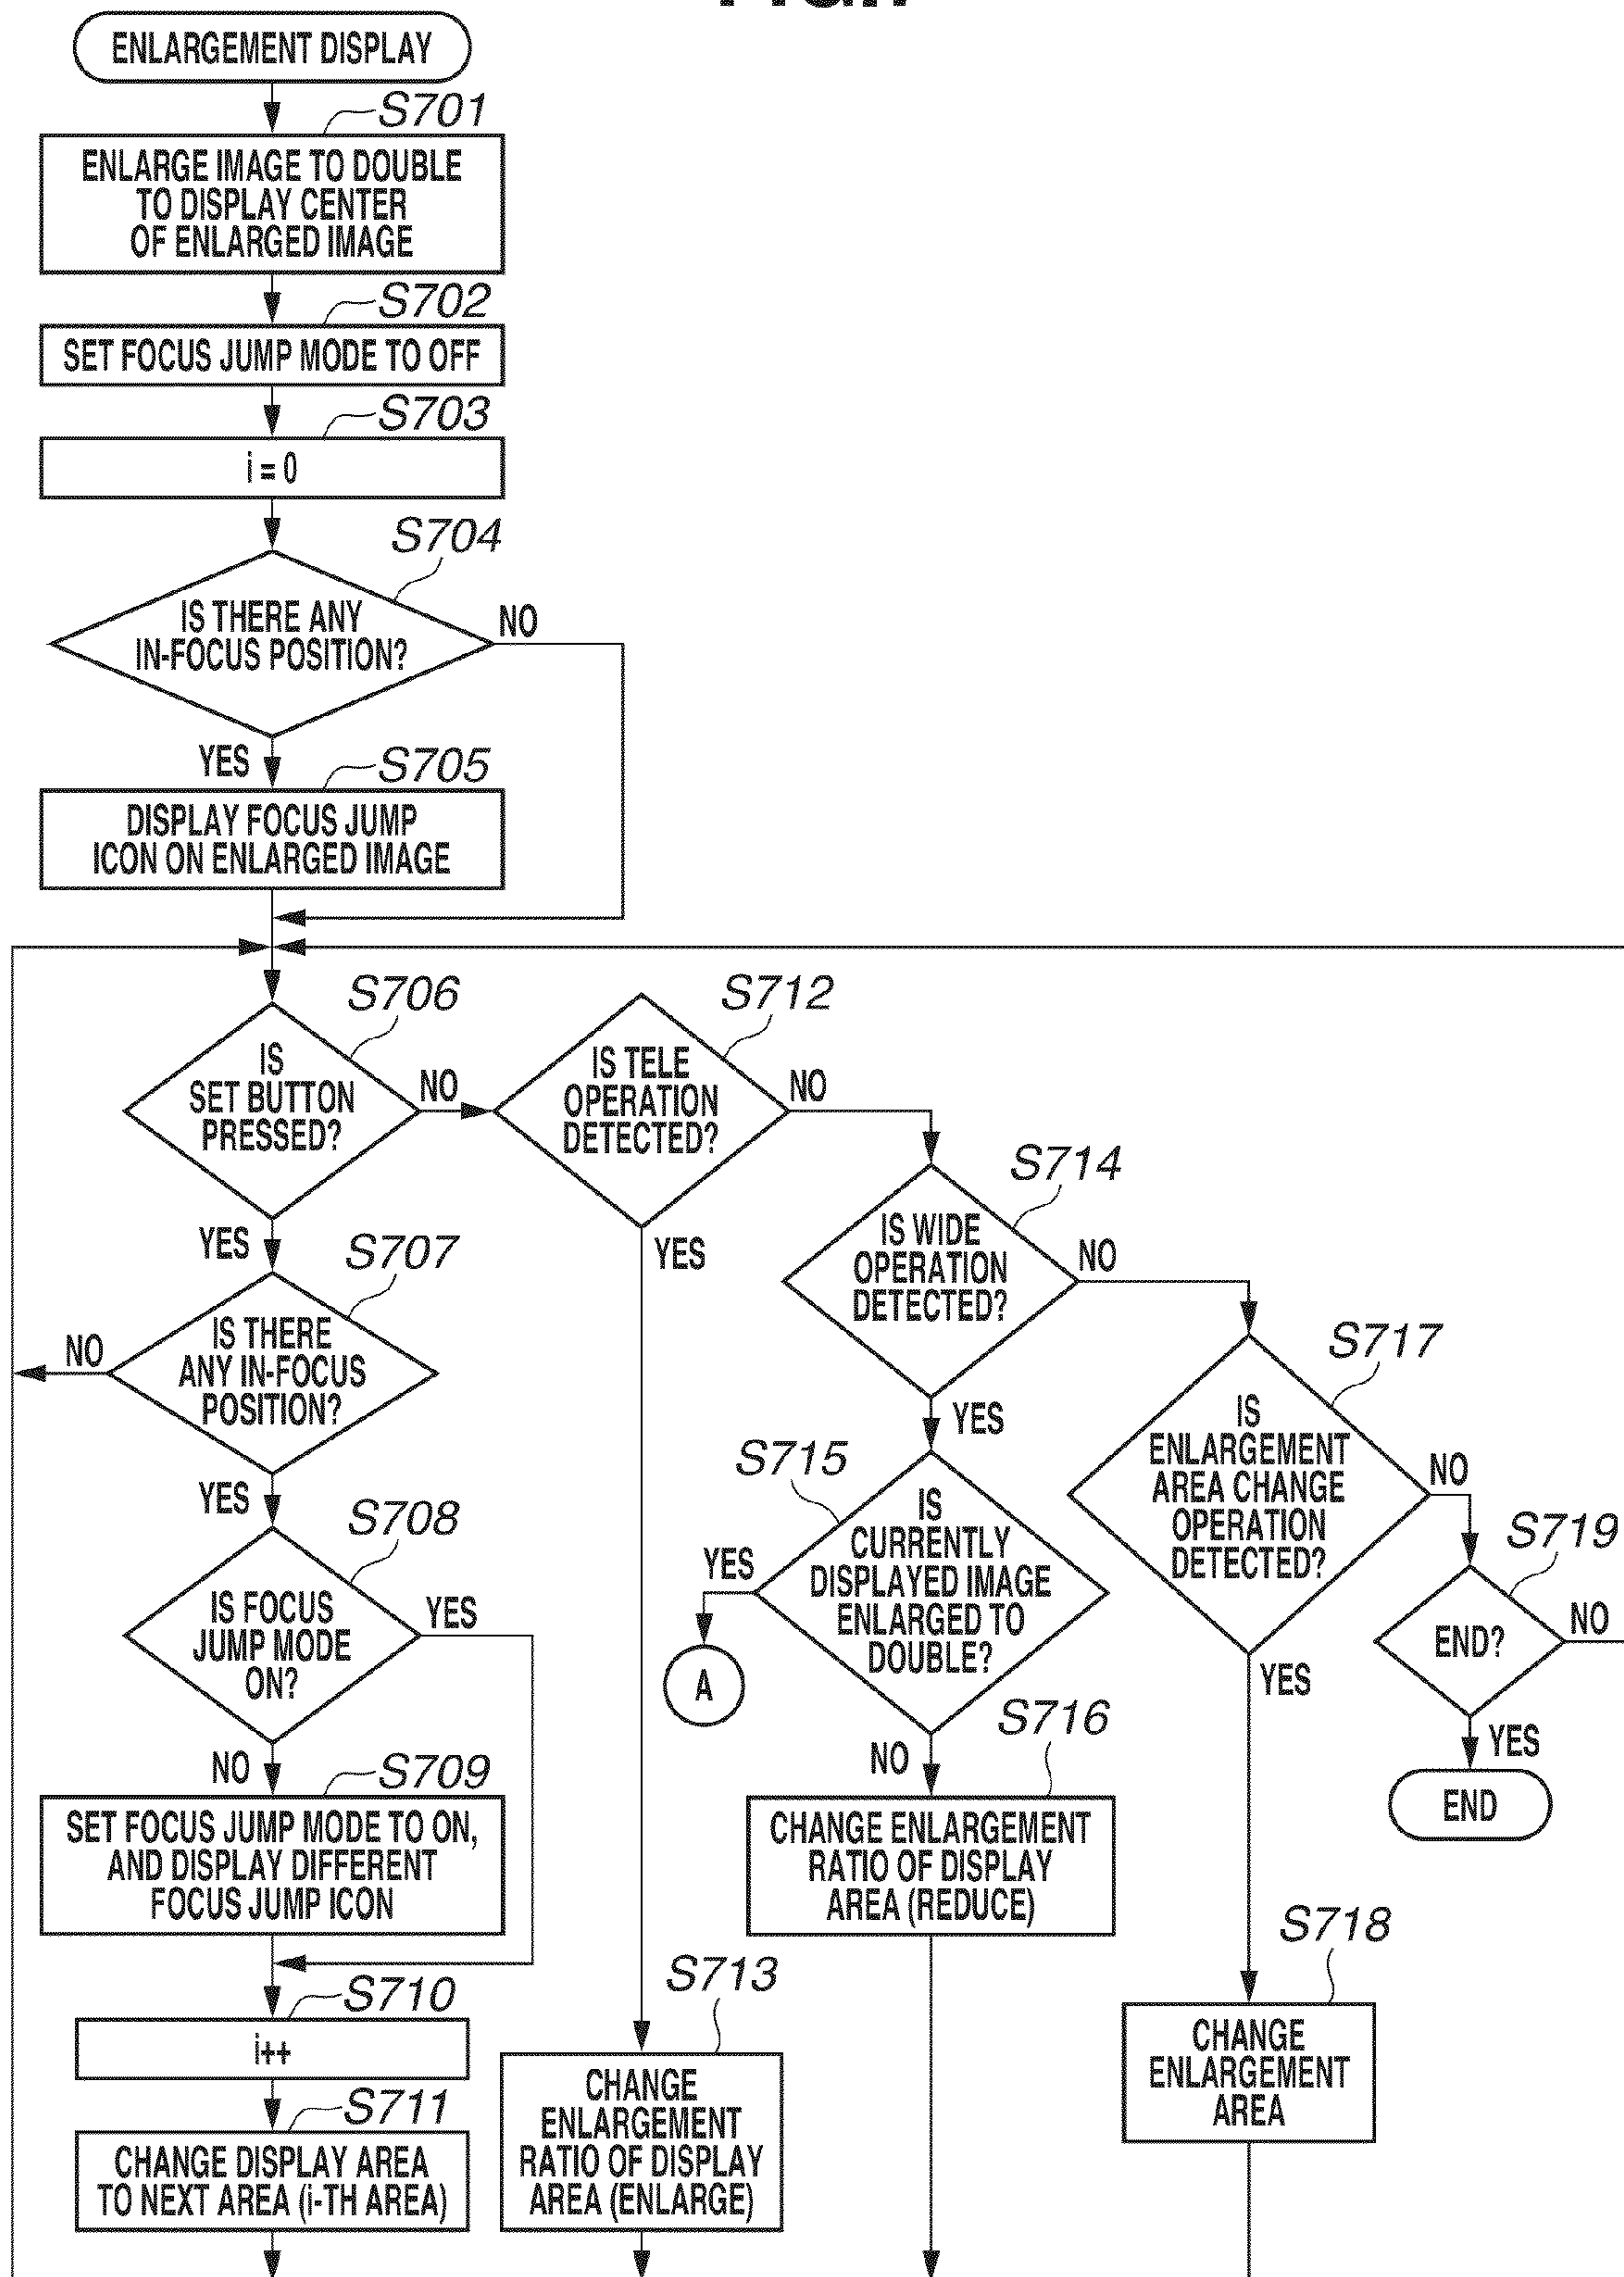 ENLARGEMENT DISPLAY
S701
ENLARGE IMAGE TO DOUBLE
TO DISPLAY CENTER
OF ENLARGED IMAGE
S702
SET FOCUS JUMP MODE TO OFF
S703
i = 0
S704
IS THERE ANY
IN-FOCUS POSITION?
NO
YES
S705
DISPLAY FOCUS JUMP
ICON ON ENLARGED IMAGE
S706
IS
SET BUTTON
PRESSED?
NO
YES
S712
IS TELE
OPERATION
DETECTED?
NO
YES
S714
IS WIDE
OPERATION
DETECTED?
NO
YES
S707
IS THERE
ANY IN-FOCUS
POSITION?
NO
YES
S717
IS
ENLARGEMENT
AREA CHANGE
OPERATION
DETECTED?
NO
YES
S715
IS
CURRENTLY
DISPLAYED IMAGE
ENLARGED TO
DOUBLE?
YES
A
NO
S708
IS FOCUS
JUMP MODE
ON?
YES
NO
S719
END?
NO
YES
END
S716
CHANGE ENLARGEMENT
RATIO OF DISPLAY
AREA (REDUCE)
S709
SET FOCUS JUMP MODE TO ON,
AND DISPLAY DIFFERENT
FOCUS JUMP ICON
S718
CHANGE
ENLARGEMENT
AREA
S710
i++
S713
CHANGE
ENLARGEMENT
RATIO OF DISPLAY
AREA (ENLARGE)
S711
CHANGE DISPLAY AREA
TO NEXT AREA (i-TH AREA)